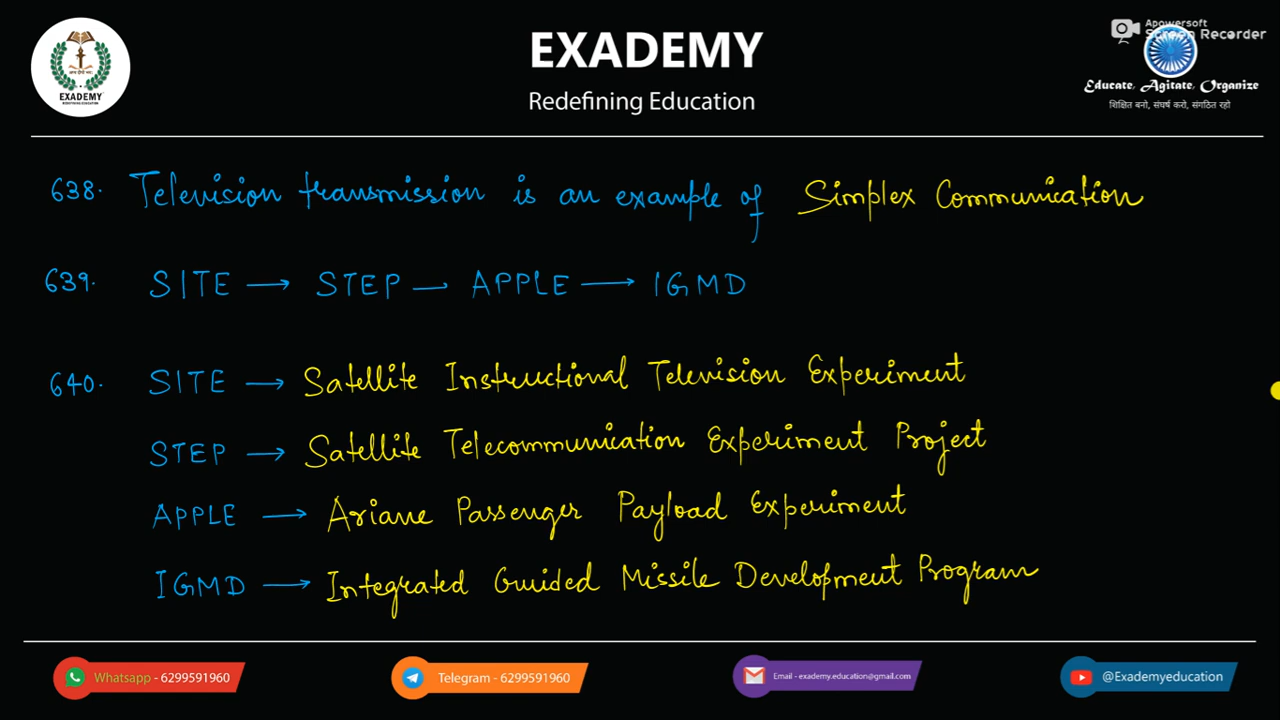 EXADEMY
Redefining Education
EXADEMY
REDEFINING EDUCATION
Apowersoft
Screen Recorder
Educate, Agitate, Organize
शिक्षित बनो, संघर्ष करो, संगठित रहो
638. Television transmission is an example of Simplex Communication
639. SITE → STEP — APPLE → IGMD
640. SITE → Satellite Instructional Television Experiment
STEP → Satellite Telecommunication Experiment Project
APPLE → Ariane Passenger Payload Experiment
IGMD → Integrated Guided Missile Development Program
Whatsapp - 6299591960
Telegram - 6299591960
Email - exademy.education@gmail.com
@Exademyeducation